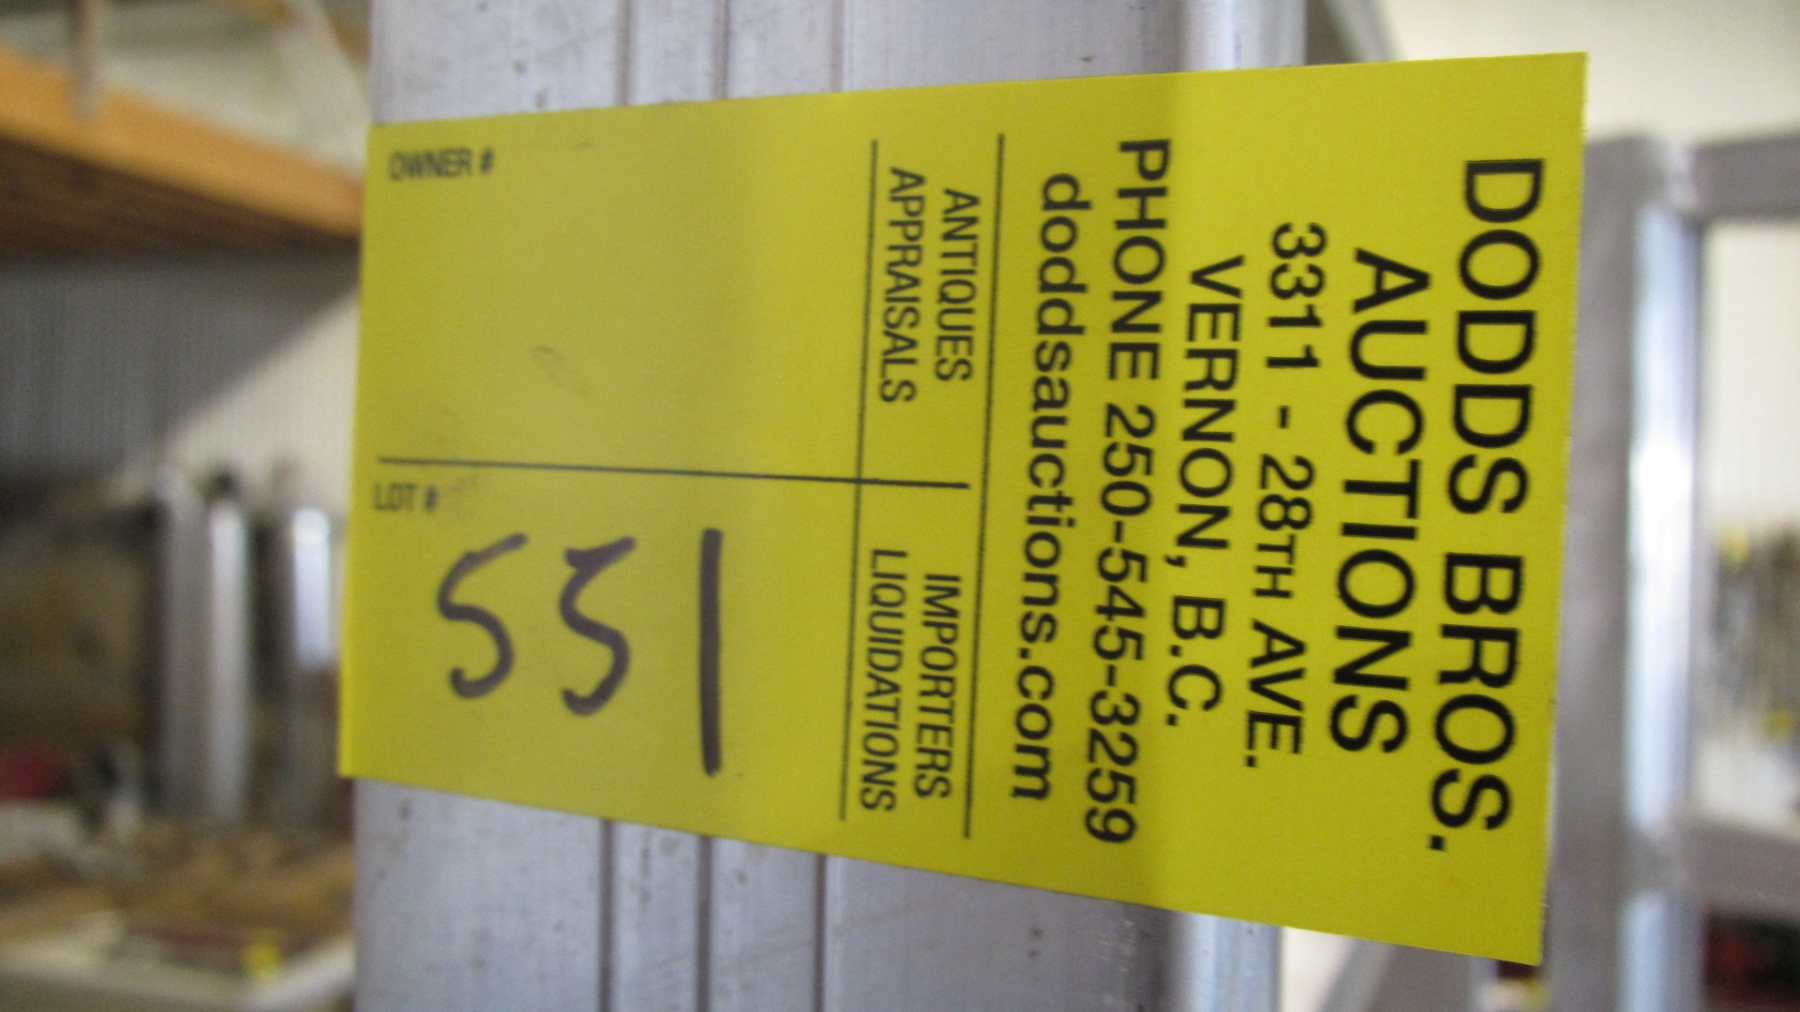 DODDS BROS.
AUCTIONS
3311 - 28TH AVE.
VERNON, B.C.
PHONE 250-545-3259
doddsauctions.com
ANTIQUES IMPORTERS
APPRAISALS LIQUIDATIONS
OWNER # LOT #
551